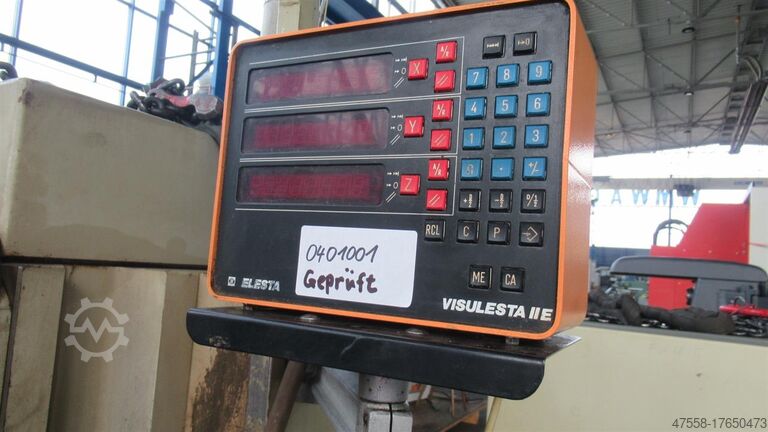 A/R
X
7 8 9
A/R
Y
4 5 6
1 2 3
A/R
Z
+/-
RCL C P
ME CA
0401001
Geprüft
ELESTA
VISULESTA II E
47558-17650473